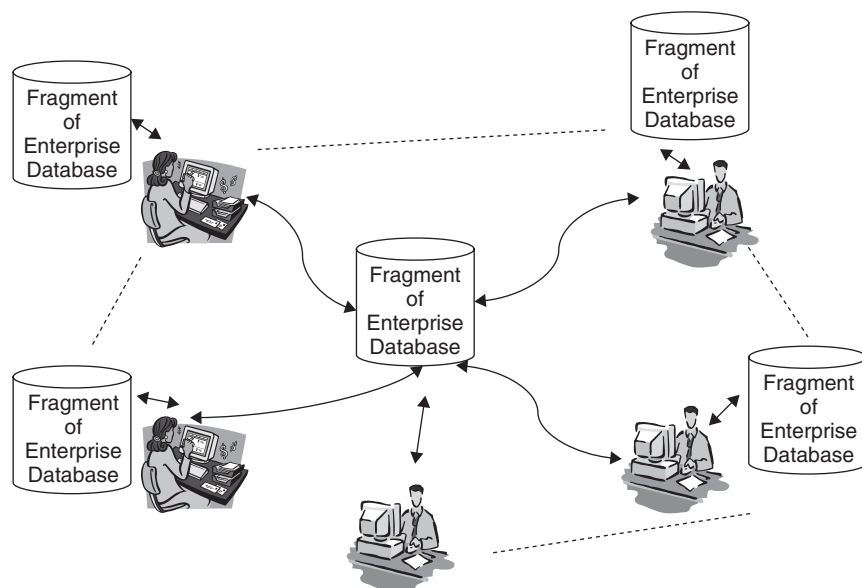 Fragment
of
Enterprise
Database
Fragment
of
Enterprise
Database
Fragment
of
Enterprise
Database
Fragment
of
Enterprise
Database
Fragment
of
Enterprise
Database